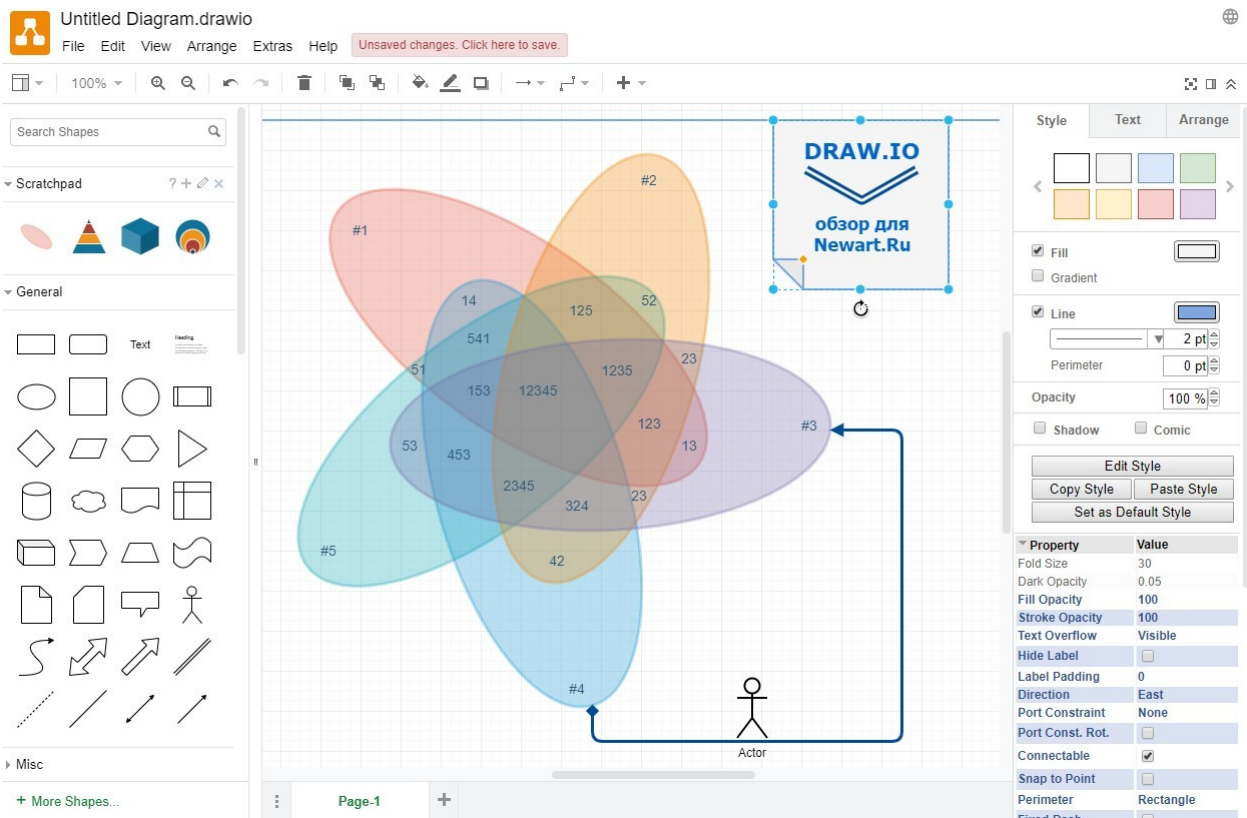 Untitled Diagram.drawio
File Edit View Arrange Extras Help Unsaved changes. Click here to save.
100%
Search Shapes
Scratchpad
?
General
Text
Heading
Misc
+ More Shapes...
#1
#2
14
125
52
541
51
1235
23
153
12345
123
#3
53
453
13
2345
324
23
#5
42
#4
Actor
DRAW.IO
обзор для
Newart.Ru
Page-1
Style Text Arrange
Fill
Gradient
Line
2 pt
Perimeter 0 pt
Opacity 100 %
Shadow Comic
Edit Style
Copy Style Paste Style
Set as Default Style
Property Value
Fold Size 30
Dark Opacity 0.05
Fill Opacity 100
Stroke Opacity 100
Text Overflow Visible
Hide Label
Label Padding 0
Direction East
Port Constraint None
Port Const. Rot.
Connectable
Snap to Point
Perimeter Rectangle